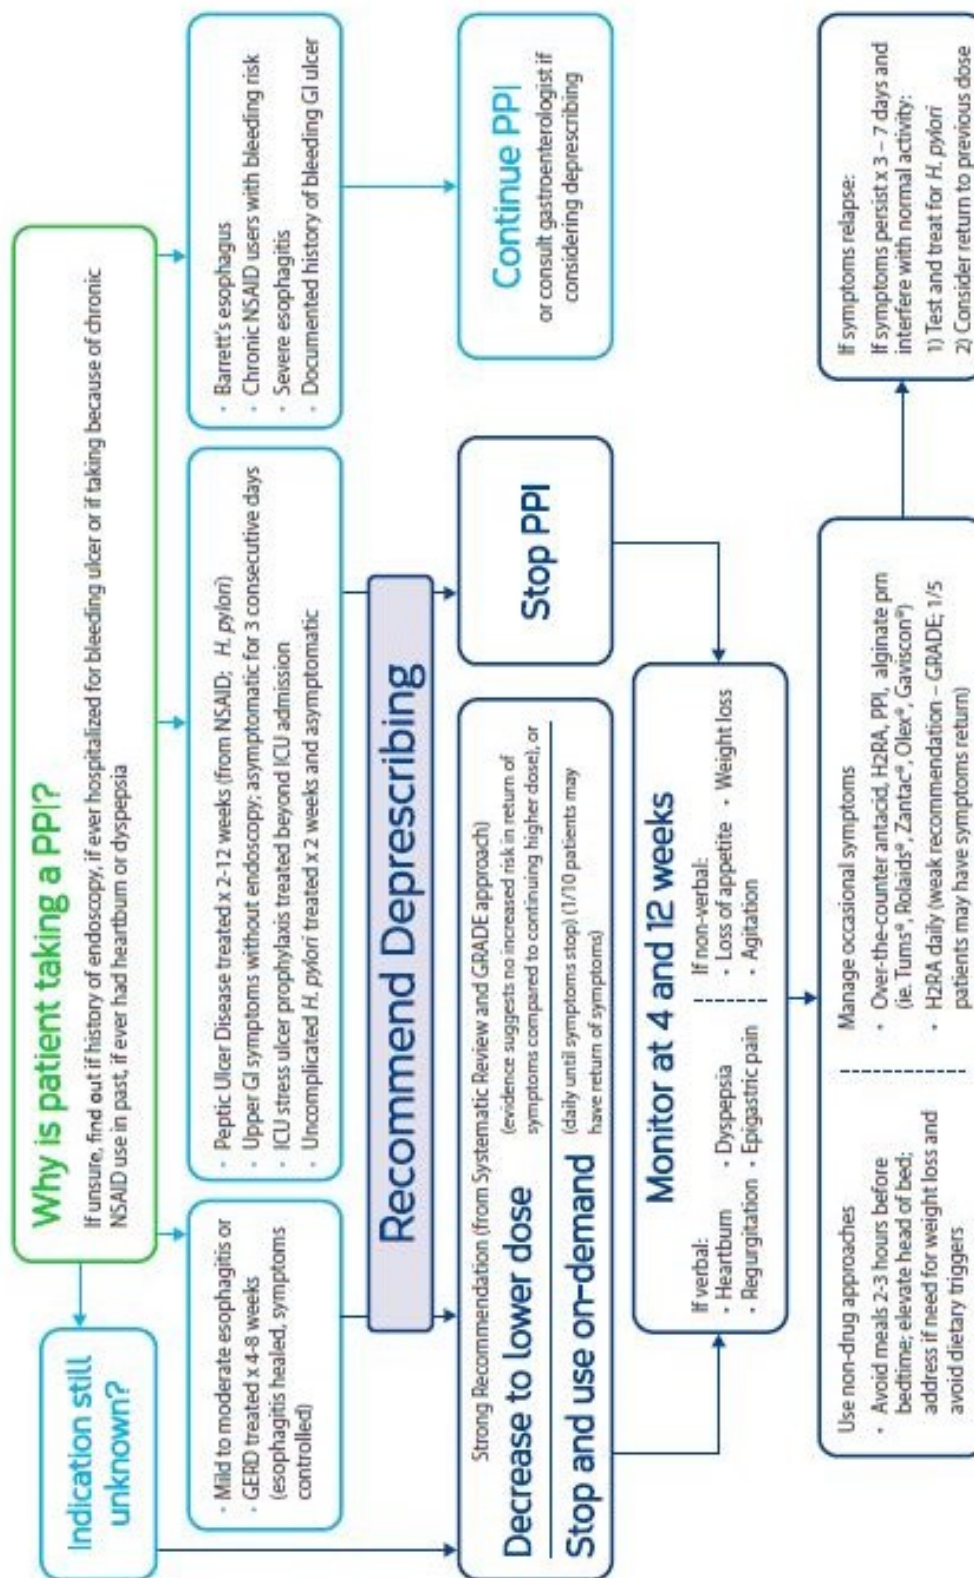 Why is patient taking a PPI?
If unsure, find out if history of endoscopy, if ever hospitalized for bleeding ulcer or if taking because of chronic
NSAID use in past, if ever had heartburn or dyspepsia
Indication still
unknown?
• Mild to moderate esophagitis or
• GERD treated x 4-8 weeks
(esophagitis healed, symptoms
controlled)
• Peptic Ulcer Disease treated x 2-12 weeks (from NSAID; H. pylori)
• Upper GI symptoms without endoscopy; asymptomatic for 3 consecutive days
• ICU stress ulcer prophylaxis treated beyond ICU admission
• Uncomplicated H. pylori treated x 2 weeks and asymptomatic
• Barrett's esophagus
• Chronic NSAID users with bleeding risk
• Severe esophagitis
• Documented history of bleeding GI ulcer
Recommend Deprescribing
Strong Recommendation (from Systematic Review and GRADE approach)
Decrease to lower dose
(evidence suggests no increased risk in return of
symptoms compared to continuing higher dose), or
Stop and use on-demand
(daily until symptoms stop) (1/10 patients may
have return of symptoms)
Stop PPI
Continue PPI
or consult gastroenterologist if
considering deprescribing
Monitor at 4 and 12 weeks
If verbal:
• Heartburn • Dyspepsia
• Regurgitation • Epigastric pain
If non-verbal:
• Loss of appetite • Weight loss
• Agitation
Use non-drug approaches
• Avoid meals 2-3 hours before
bedtime; elevate head of bed;
address if need for weight loss and
avoid dietary triggers
Manage occasional symptoms
• Over-the-counter antacid, H2RA, PPI, alginate prn
(ie. Tums®, Rolaids®, Zantac®, Olex®, Gaviscon®)
• H2RA daily (weak recommendation – GRADE; 1/5
patients may have symptoms return)
If symptoms relapse:
If symptoms persist x 3 – 7 days and
interfere with normal activity:
1) Test and treat for H. pylori
2) Consider return to previous dose